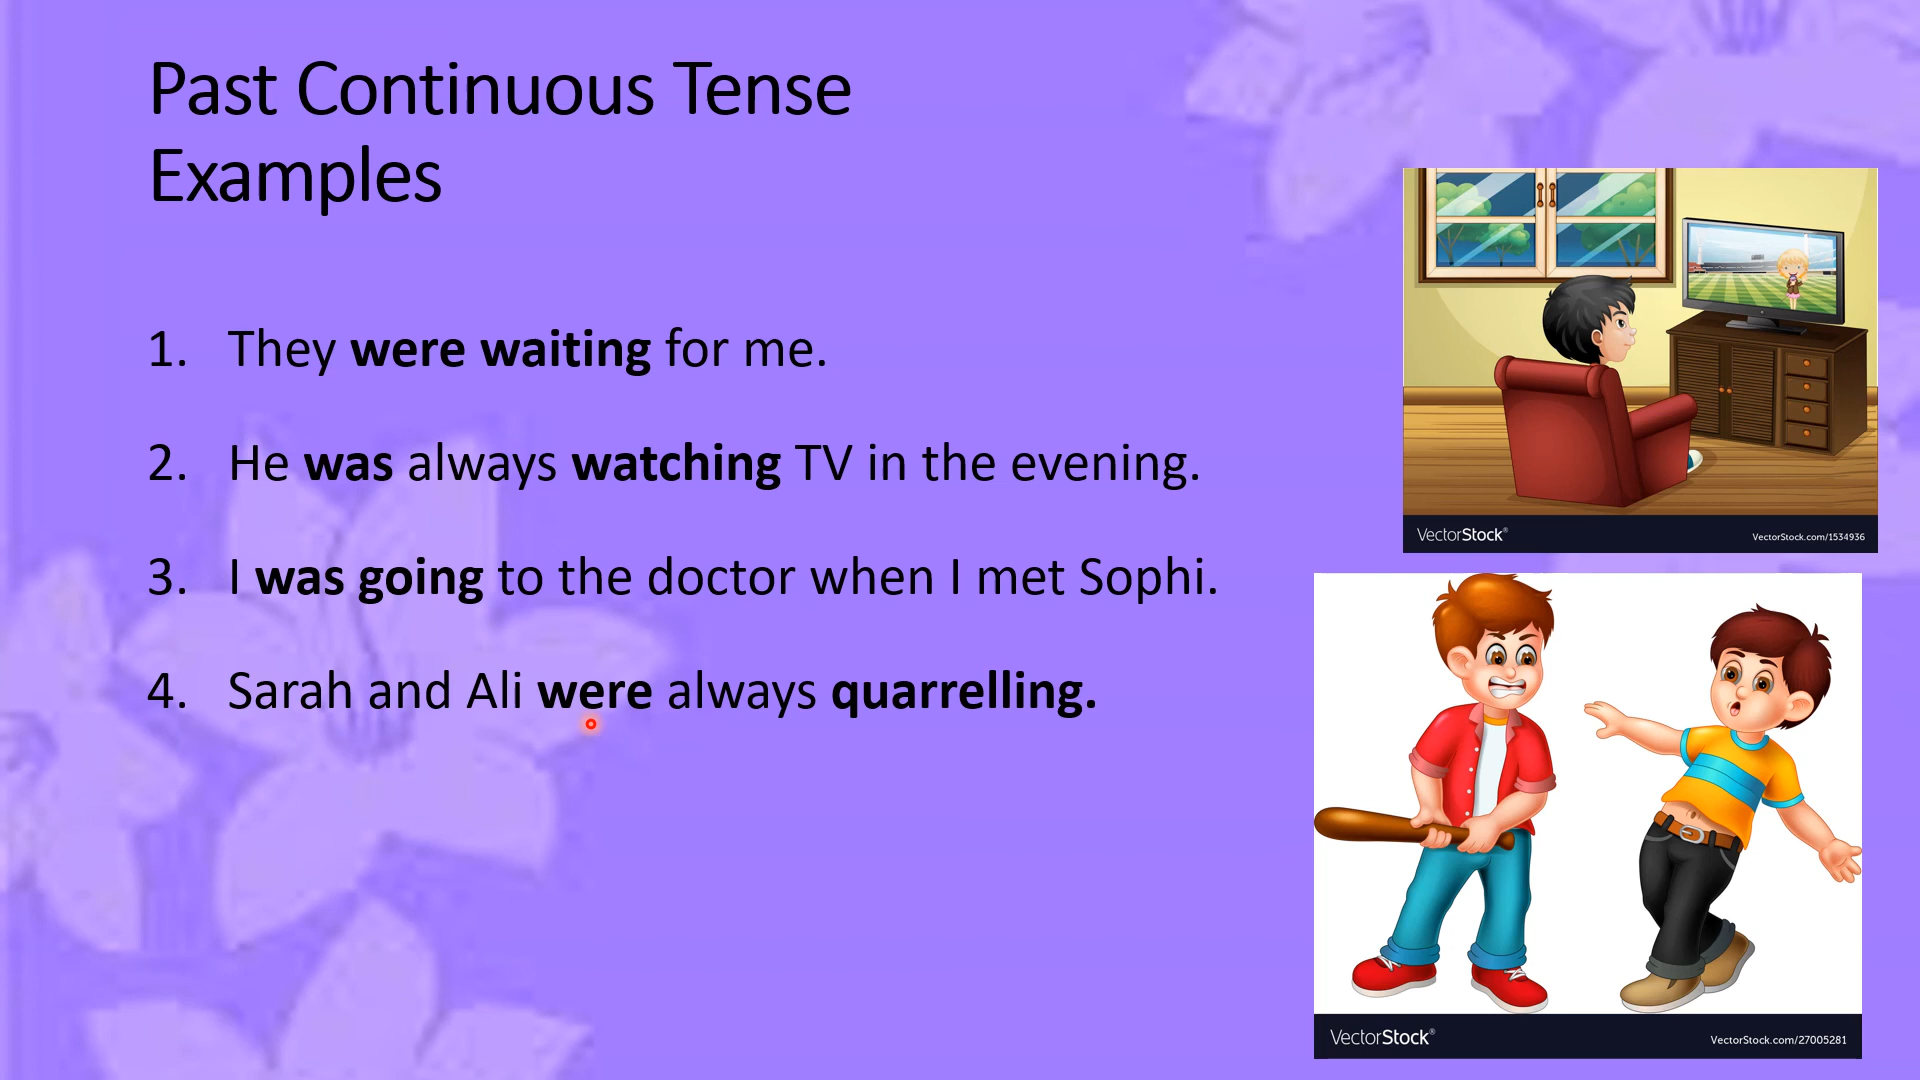 Past Continuous Tense
Examples
1. They were waiting for me.
2. He was always watching TV in the evening.
3. I was going to the doctor when I met Sophi.
4. Sarah and Ali were always quarrelling.
VectorStock®
VectorStock.com/1534936
VectorStock®
VectorStock.com/27005281